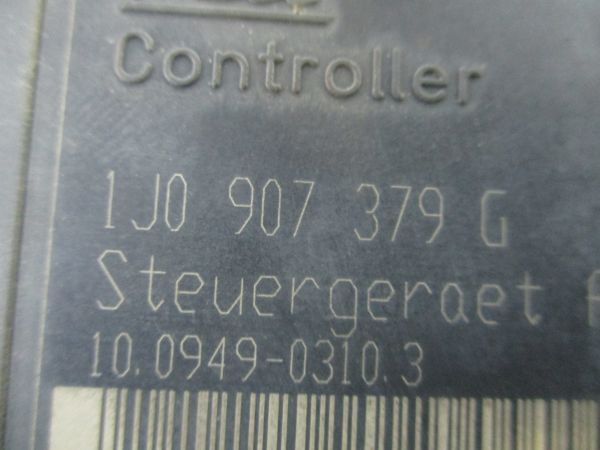 Controller
1J0 907 379 G
Steuergeraet
10.0949-0310.3